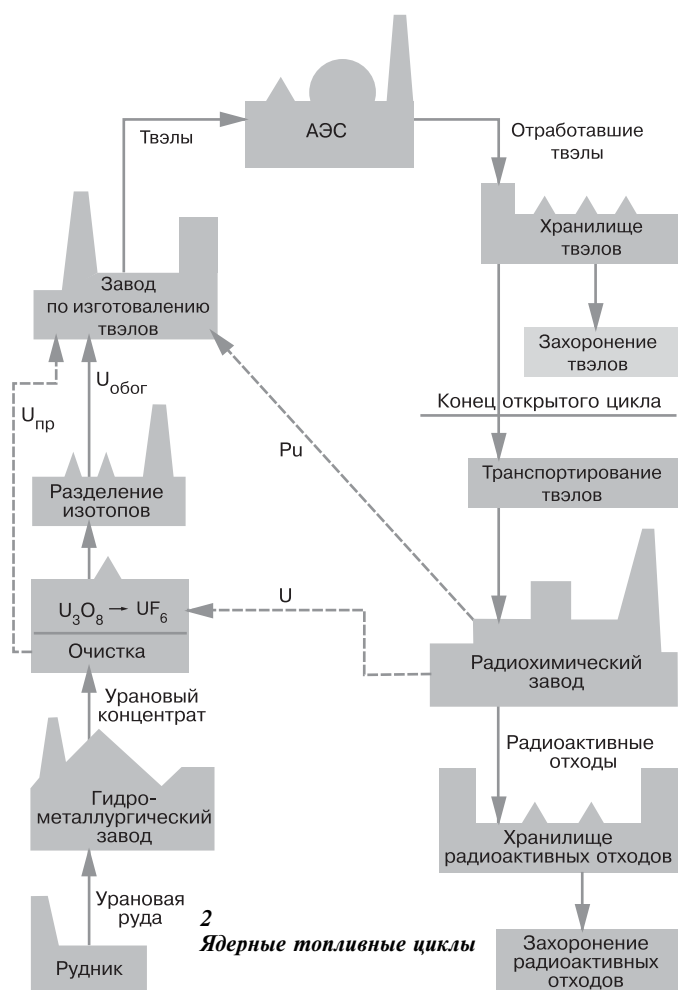 АЭС
Твэлы
Отработавшие
твэлы
Хранилище
твэлов
Завод
по изготовалению
твэлов
Захоронение
твэлов
Uобог
Uпр
Конец открытого цикла
Pu
Транспортирование
твэлов
Разделение
изотопов
U
U3O8 → UF6
Очистка
Радиохимический
завод
Урановый
концентрат
Радиоактивные
отходы
Гидро-
металлургический
завод
Хранилище
радиоактивных отходов
Урановая
руда
2
Ядерные топливные циклы
Рудник
Захоронение
радиоактивных
отходов